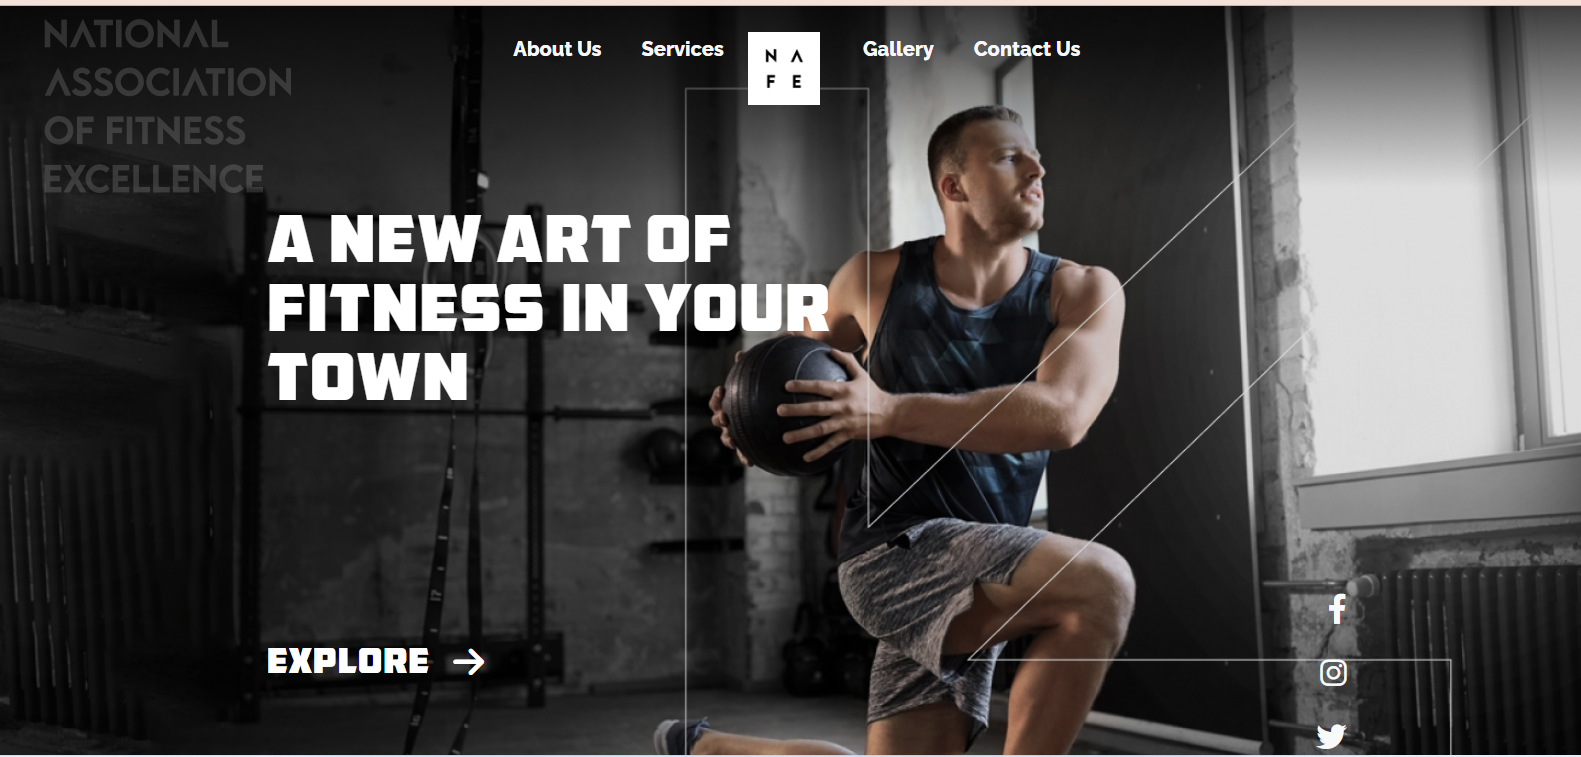 NATIONAL
ASSOCIATION
OF FITNESS
EXCELLENCE
About Us
Services
N A
F E
Gallery
Contact Us
A NEW ART OF
FITNESS IN YOUR
TOWN
EXPLORE